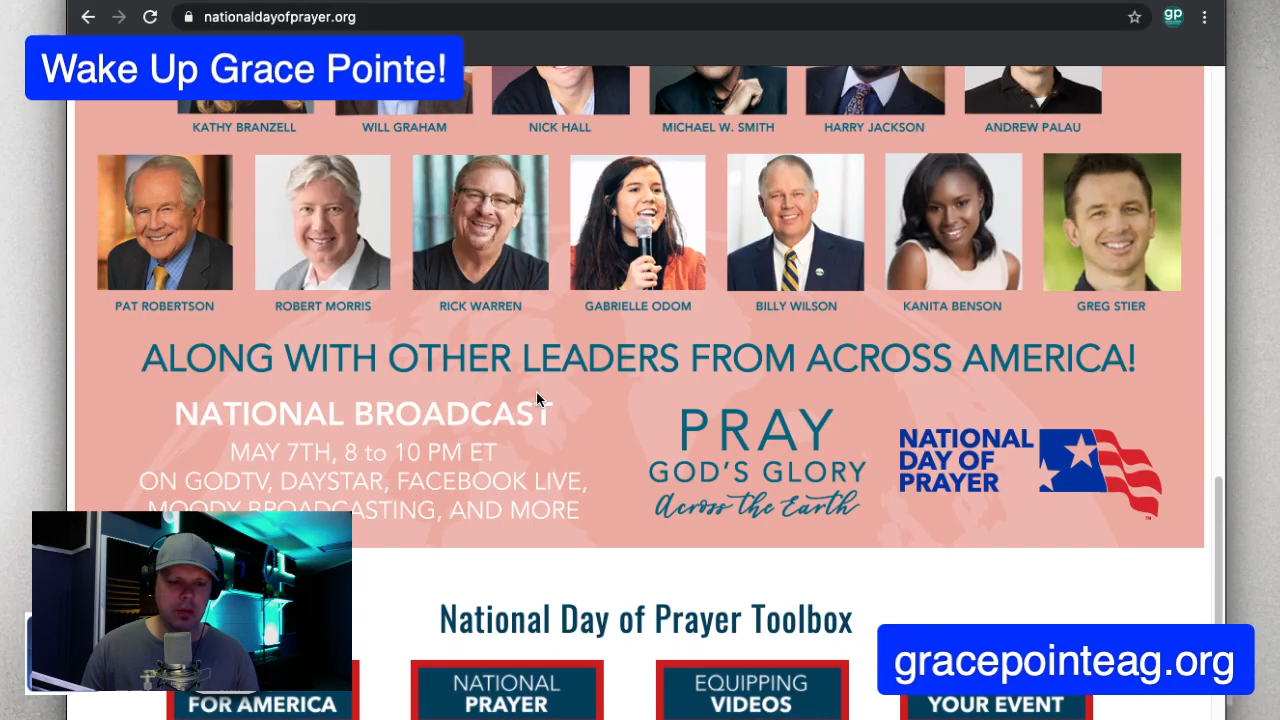 nationaldayofprayer.org
gp
Wake Up Grace Pointe!
KATHY BRANZELL
WILL GRAHAM
NICK HALL
MICHAEL W. SMITH
HARRY JACKSON
ANDREW PALAU
PAT ROBERTSON
ROBERT MORRIS
RICK WARREN
GABRIELLE ODOM
BILLY WILSON
KANITA BENSON
GREG STIER
ALONG WITH OTHER LEADERS FROM ACROSS AMERICA!
NATIONAL BROADCAST
MAY 7TH, 8 to 10 PM ET
ON GODTV, DAYSTAR, FACEBOOK LIVE,
MOODY BROADCASTING, AND MORE
PRAY
GOD'S GLORY
Across the Earth
NATIONAL
DAY OF
PRAYER
TM
National Day of Prayer Toolbox
gracepointeag.org
FOR AMERICA
NATIONAL
PRAYER
EQUIPPING
VIDEOS
YOUR EVENT